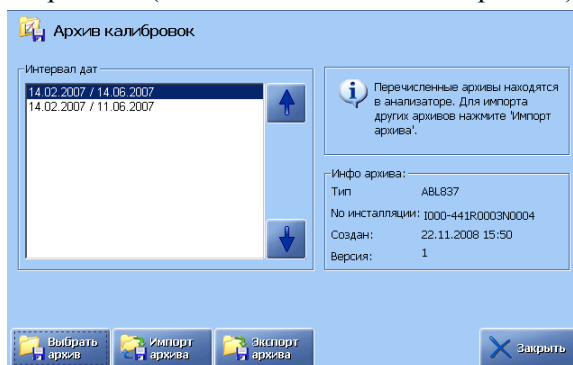 Архив калибровок
Интервал дат
14.02.2007 / 14.06.2007
14.02.2007 / 11.06.2007
Перечисленные архивы находятся
в анализаторе. Для импорта
других архивов нажмите 'Импорт
архива'.
Инфо архива:
Тип ABL837
No инсталляции: I000-441R0003N0004
Создан: 22.11.2008 15:50
Версия: 1
Выбрать
архив
Импорт
архива
Экспорт
архива
Закрыть